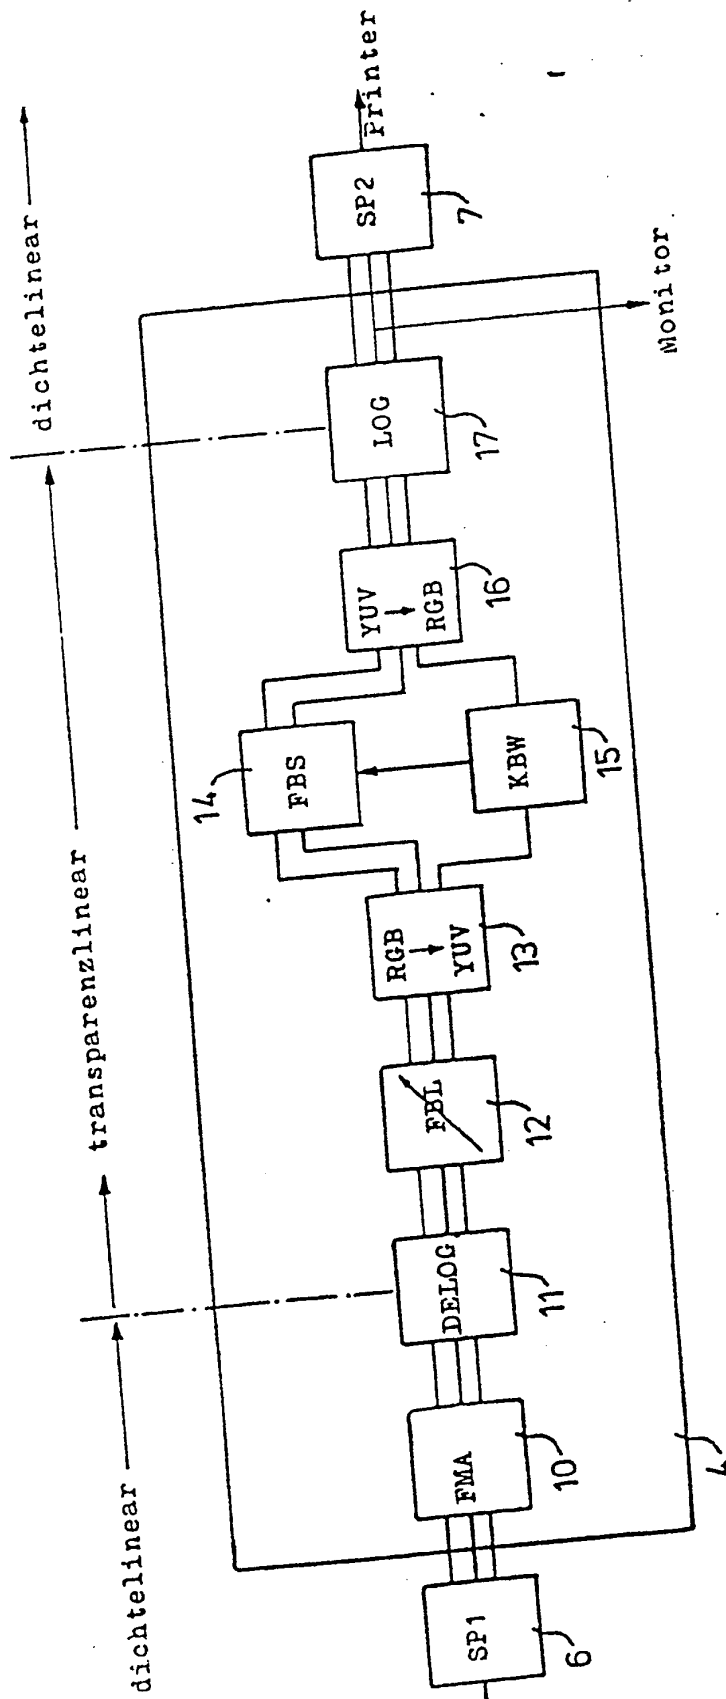 dichtelinear
transparenzlinear
dichtelinear
SP1
6
FMA
10
DELOG
11
FBL
12
RGB
YUV
13
FBS
14
KBW
15
YUV
RGB
16
LOG
17
SP2
7
Printer
Monitor
4